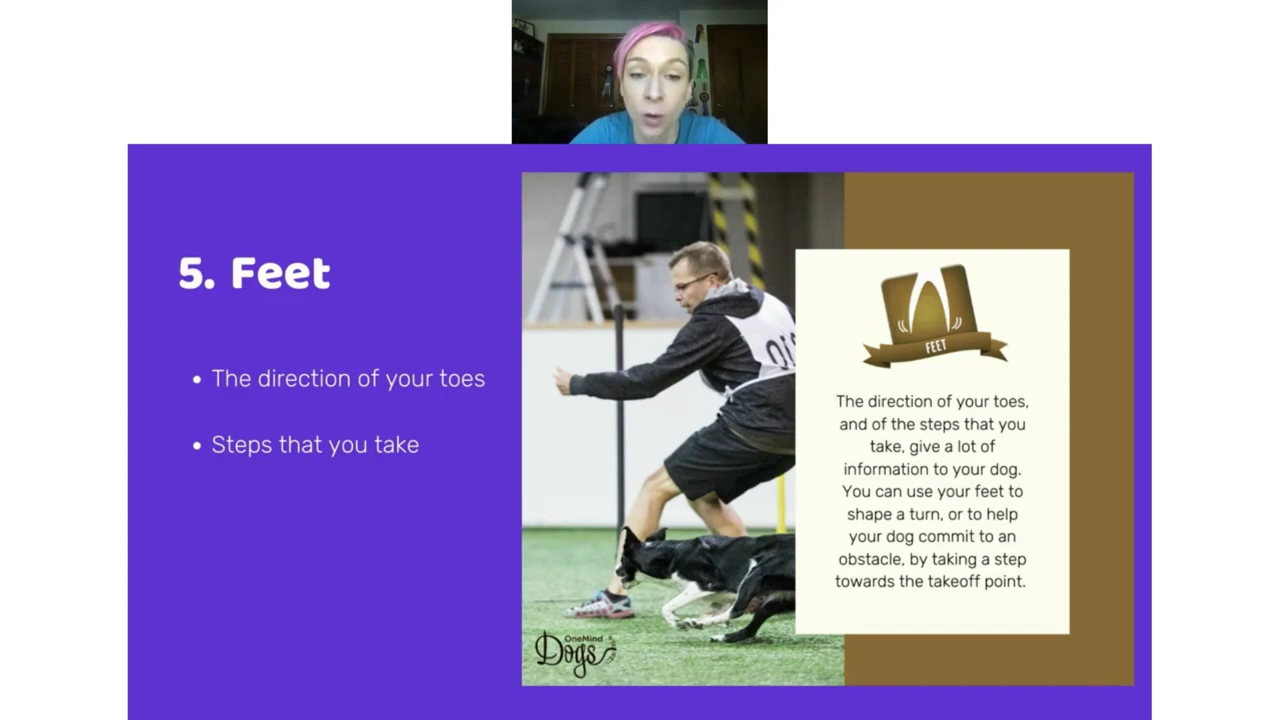 5. Feet
• The direction of your toes
• Steps that you take
OneMind
Dogs
FEET
The direction of your toes,
and of the steps that you
take, give a lot of
information to your dog.
You can use your feet to
shape a turn, or to help
your dog commit to an
obstacle, by taking a step
towards the takeoff point.